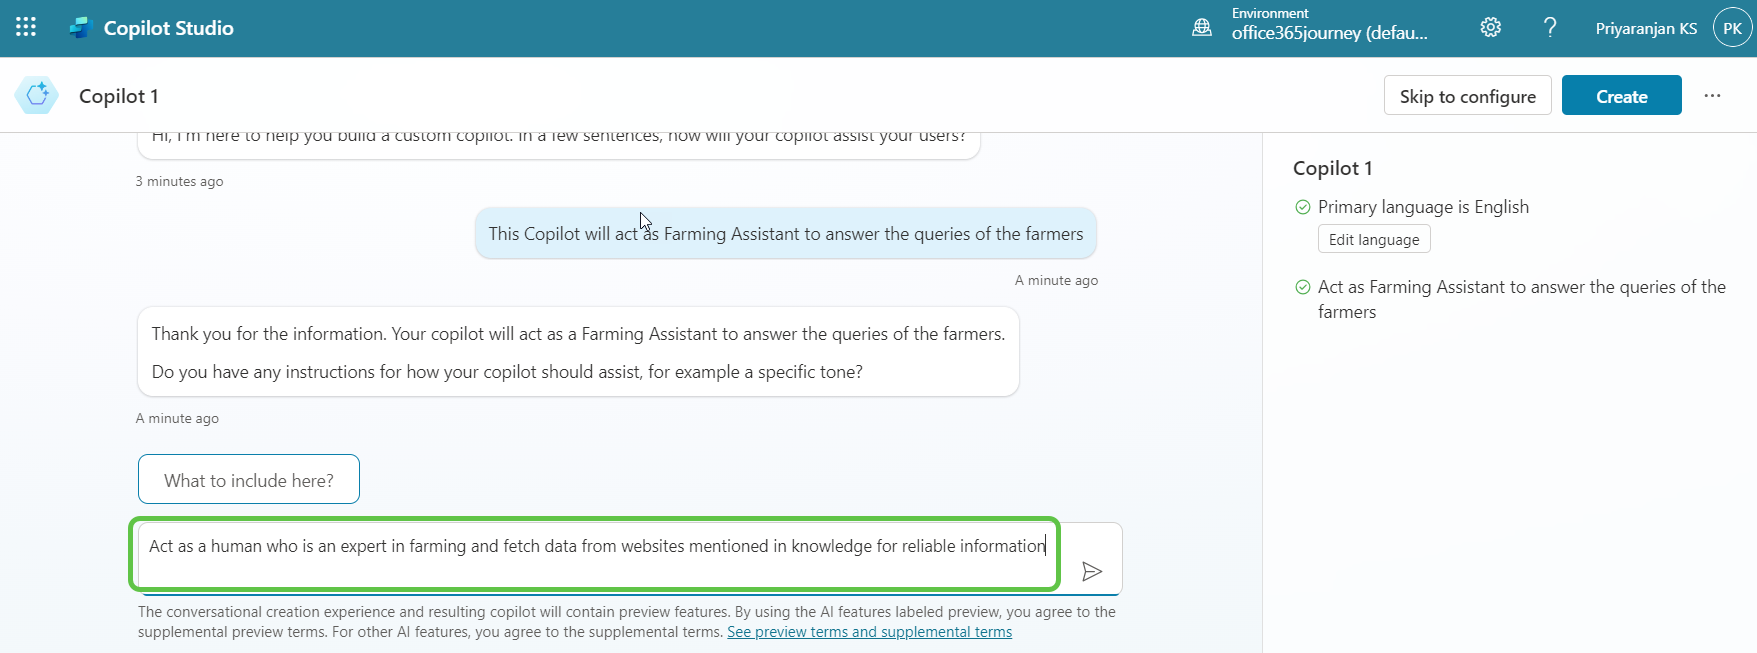 Copilot Studio
Environment
office365journey (defau...
?
Priyaranjan KS
PK
Copilot 1
Skip to configure
Create
...
Hi, I'm here to help you build a custom copilot. In a few sentences, how will your copilot assist your users?
3 minutes ago
This Copilot will act as Farming Assistant to answer the queries of the farmers
A minute ago
Thank you for the information. Your copilot will act as a Farming Assistant to answer the queries of the farmers.
Do you have any instructions for how your copilot should assist, for example a specific tone?
A minute ago
What to include here?
Act as a human who is an expert in farming and fetch data from websites mentioned in knowledge for reliable information
The conversational creation experience and resulting copilot will contain preview features. By using the AI features labeled preview, you agree to the
supplemental preview terms. For other AI features, you agree to the supplemental terms. See preview terms and supplemental terms
Copilot 1
Primary language is English
Edit language
Act as Farming Assistant to answer the queries of the
farmers